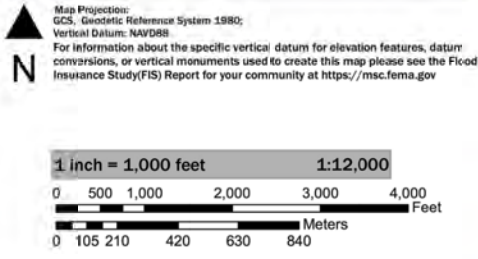 Map Projection:
GCS, Geodetic Reference System 1980;
Vertical Datum: NAVD88
For information about the specific vertical datum for elevation features, datum
conversions, or vertical monuments used to create this map please see the Flood
Insurance Study(FIS) Report for your community at https://msc.fema.gov
N
1 inch = 1,000 feet 1:12,000
0 500 1,000 2,000 3,000 4,000
Feet
Meters
0 105 210 420 630 840